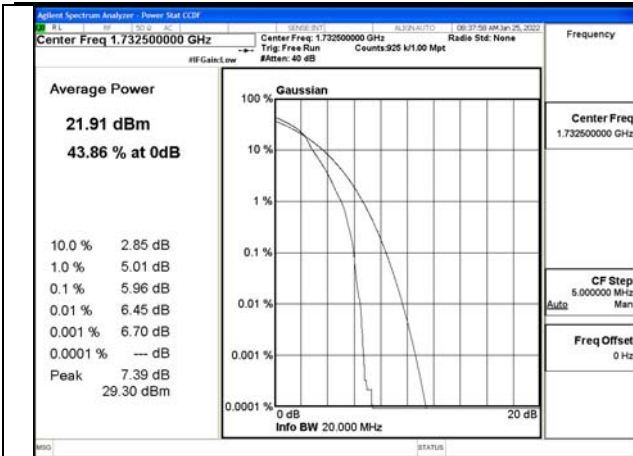 Agilent Spectrum Analyzer - Power Stat CCDF
RL RF 50 Ω AC SENSE:INT ALIGN AUTO 08:37:58 AM Jan 25, 2022
Center Freq 1.732500000 GHz
Center Freq: 1.732500000 GHz
Radio Std: None
Trig: Free Run Counts:925 k/1.00 Mpt
#IFGain:Low #Atten: 40 dB
Frequency
Average Power
21.91 dBm
43.86 % at 0dB
10.0 % 2.85 dB
1.0 % 5.01 dB
0.1 % 5.96 dB
0.01 % 6.45 dB
0.001 % 6.70 dB
0.0001 % --- dB
Peak 7.39 dB
29.30 dBm
Gaussian
100 %
10 %
1 %
0.1 %
0.01 %
0.001 %
0.0001 %
0 dB 20 dB
Info BW 20.000 MHz
Center Freq
1.732500000 GHz
CF Step
5.000000 MHz
Auto Man
Freq Offset
0 Hz
MSG STATUS